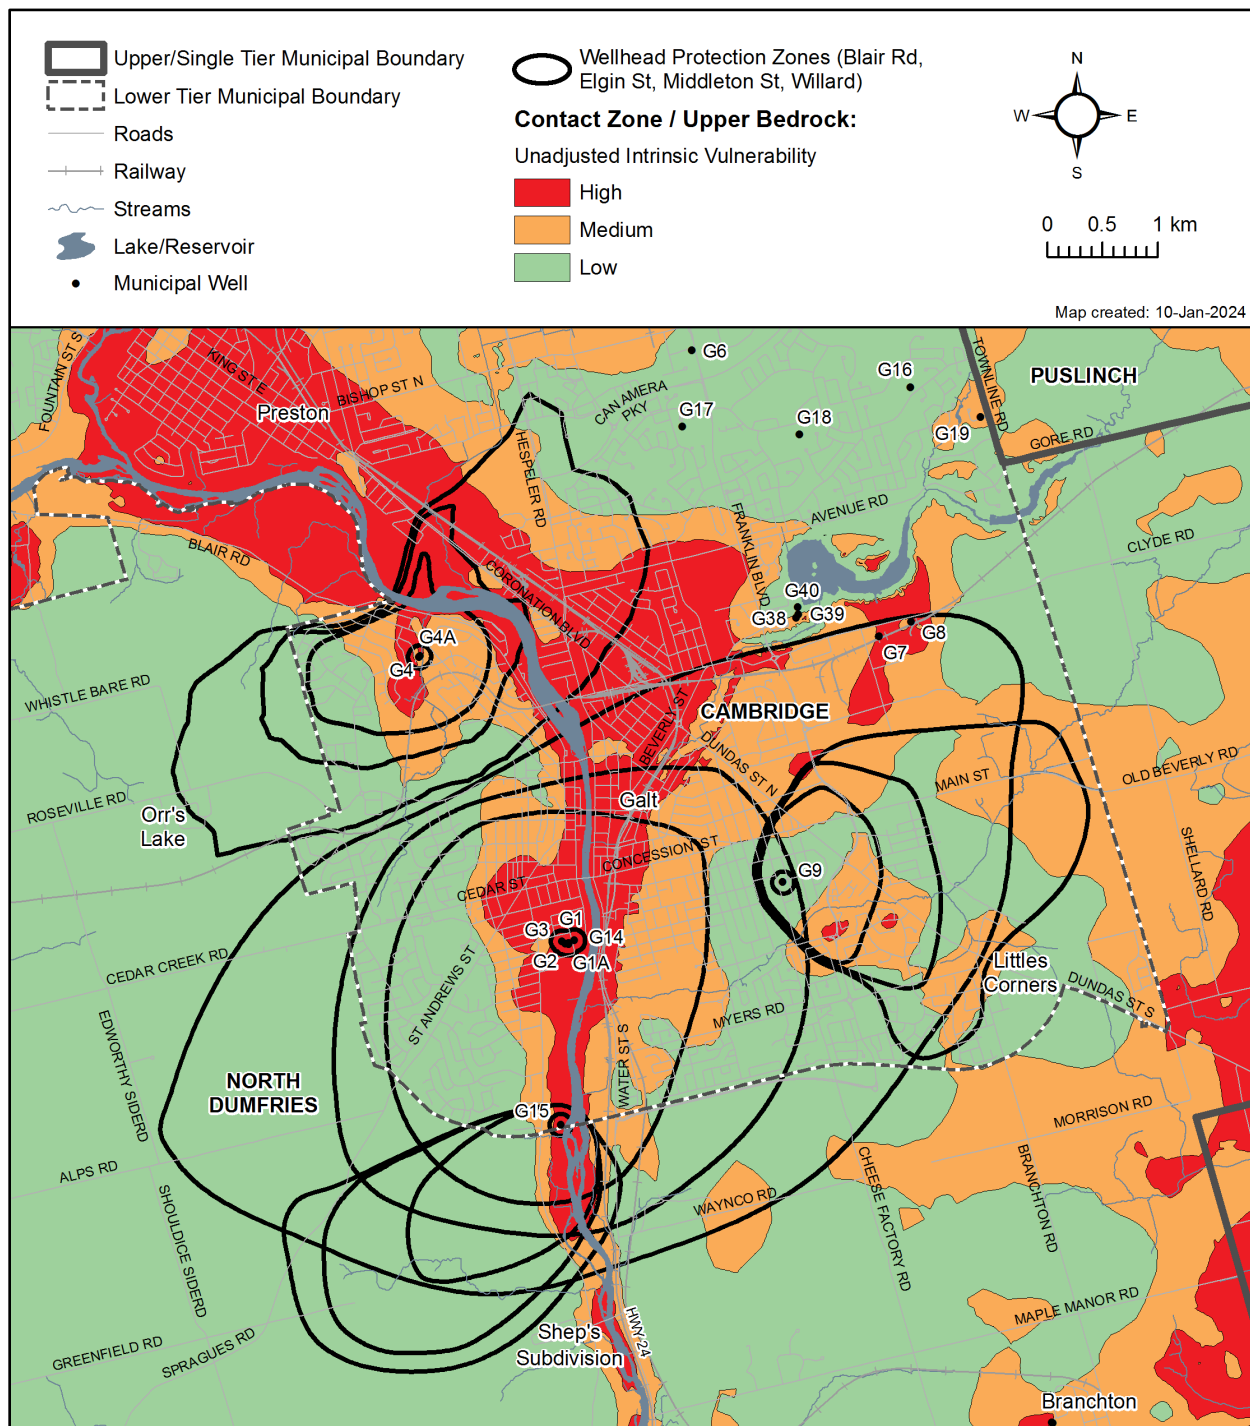 Upper/Single Tier Municipal Boundary
Lower Tier Municipal Boundary
Roads
Railway
Streams
Lake/Reservoir
Municipal Well
Wellhead Protection Zones (Blair Rd,
Elgin St, Middleton St, Willard)
Contact Zone / Upper Bedrock:
Unadjusted Intrinsic Vulnerability
High
Medium
Low
N
W
E
S
0 0.5 1 km
Map created: 10-Jan-2024
FOUNTAIN ST S
KING ST E
BISHOP ST N
Preston
HESPELER RD
CAN AMERA
PKY
G6
G17
G18
G16
G19
TOWNLINE RD
PUSLINCH
GORE RD
AVENUE RD
FRANKLIN BLVD
CLYDE RD
BLAIR RD
CORONATION BLVD
G40
G38
G39
G8
G7
G4A
G4
WHISTLE BARE RD
CAMBRIDGE
BEVERLY ST
DUNDAS ST N
MAIN ST
OLD BEVERLY RD
ROSEVILLE RD
Orr's
Lake
Galt
CONCESSION ST
CEDAR ST
G9
SHELLARD RD
G1
G3
G14
G2
G1A
CEDAR CREEK RD
ST ANDREWS ST
Littles
Corners
DUNDAS ST S
MYERS RD
EDWORTHY SIDERD
WATER ST S
NORTH
DUMFRIES
G15
MORRISON RD
ALPS RD
SHOULDICE SIDERD
CHEESE FACTORY RD
BRANCHTON RD
WAYNCO RD
MAPLE MANOR RD
GREENFIELD RD
SPRAGUES RD
Shep's
Subdivision
HWY 24
Branchton